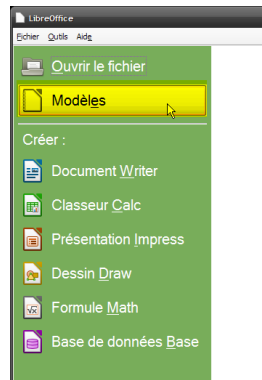 LibreOffice
Fichier Outils Aide
Ouvrir le fichier
Modèles
Créer :
Document Writer
Classeur Calc
Présentation Impress
Dessin Draw
Formule Math
Base de données Base